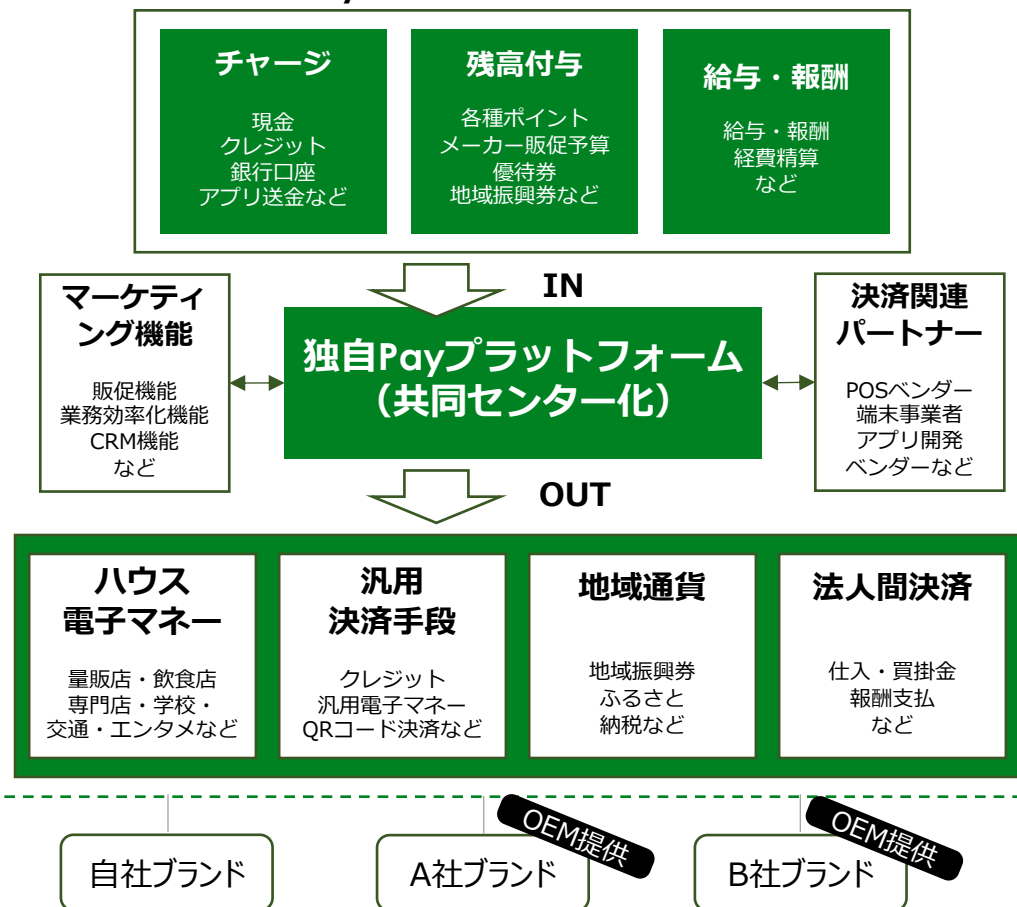 チャージ
現金
クレジット
銀行口座
アプリ送金など
残高付与
各種ポイント
メーカー販促予算
優待券
地域振興券など
給与・報酬
給与・報酬
経費精算
など
IN
マーケティ
ング機能
販促機能
業務効率化機能
CRM機能
など
独自Payプラットフォーム
（共同センター化）
決済関連
パートナー
POSベンダー
端末事業者
アプリ開発
ベンダーなど
OUT
ハウス
電子マネー
量販店・飲食店
専門店・学校・
交通・エンタメなど
汎用
決済手段
クレジット
汎用電子マネー
QRコード決済など
地域通貨
地域振興券
ふるさと
納税など
法人間決済
仕入・買掛金
報酬支払
など
自社ブランド
OEM提供
A社ブランド
OEM提供
B社ブランド